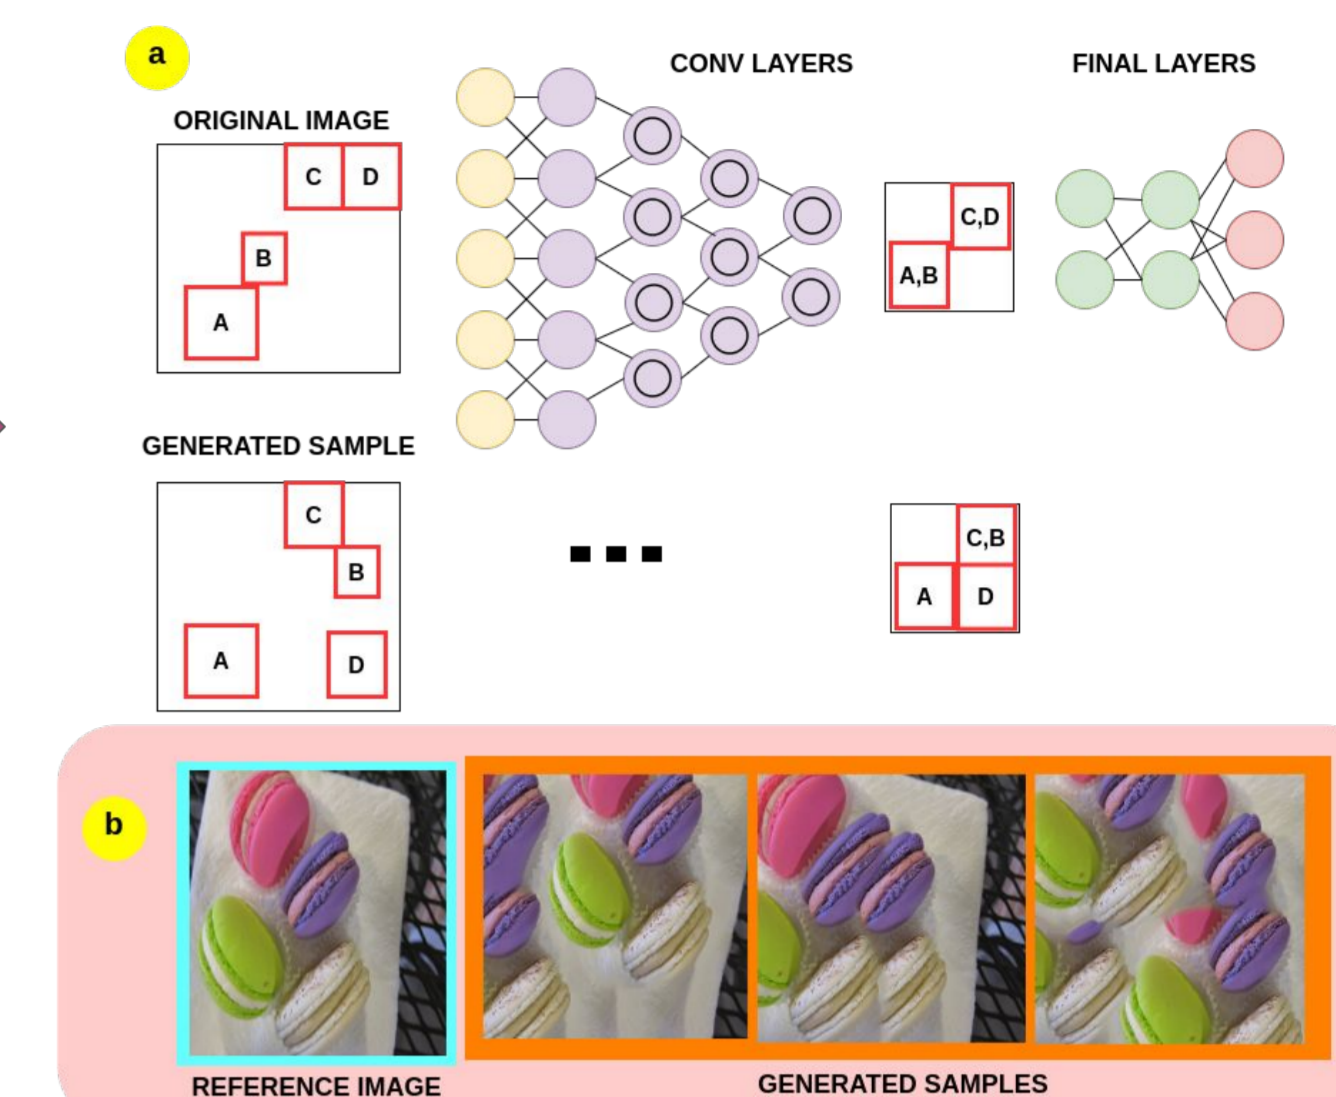 a
CONV LAYERS
FINAL LAYERS
ORIGINAL IMAGE
C D
B
A
C,D
A,B
GENERATED SAMPLE
C
B
A
D
C,B
A D
b
REFERENCE IMAGE
GENERATED SAMPLES